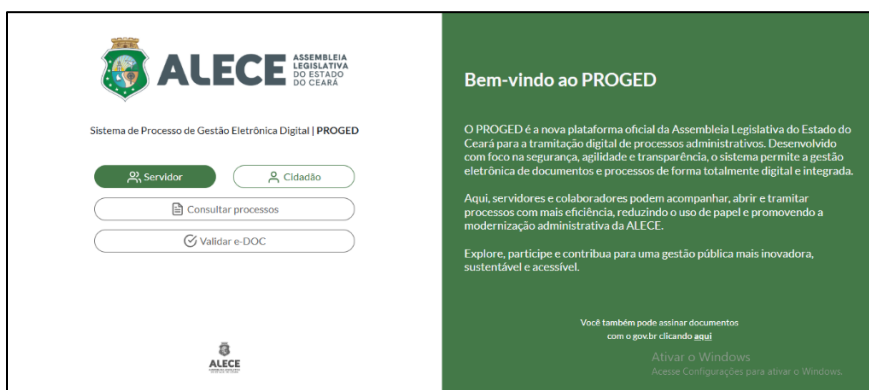 ALECE ASSEMBLEIA
LEGISLATIVA
DO ESTADO
DO CEARÁ
Sistema de Processo de Gestão Eletrônica Digital | PROGED
Servidor
Cidadão
Consultar processos
Validar e-DOC
ALECE
Bem-vindo ao PROGED
O PROGED é a nova plataforma oficial da Assembleia Legislativa do Estado do
Ceará para a tramitação digital de processos administrativos. Desenvolvido
com foco na segurança, agilidade e transparência, o sistema permite a gestão
eletrônica de documentos e processos de forma totalmente digital e integrada.
Aqui, servidores e colaboradores podem acompanhar, abrir e tramitar
processos com mais eficiência, reduzindo o uso de papel e promovendo a
modernização administrativa da ALECE.
Explore, participe e contribua para uma gestão pública mais inovadora,
sustentável e acessível.
Você também pode assinar documentos
com o gov.br clicando aqui
Ativar o Windows
Acesse Configurações para ativar o Windows.